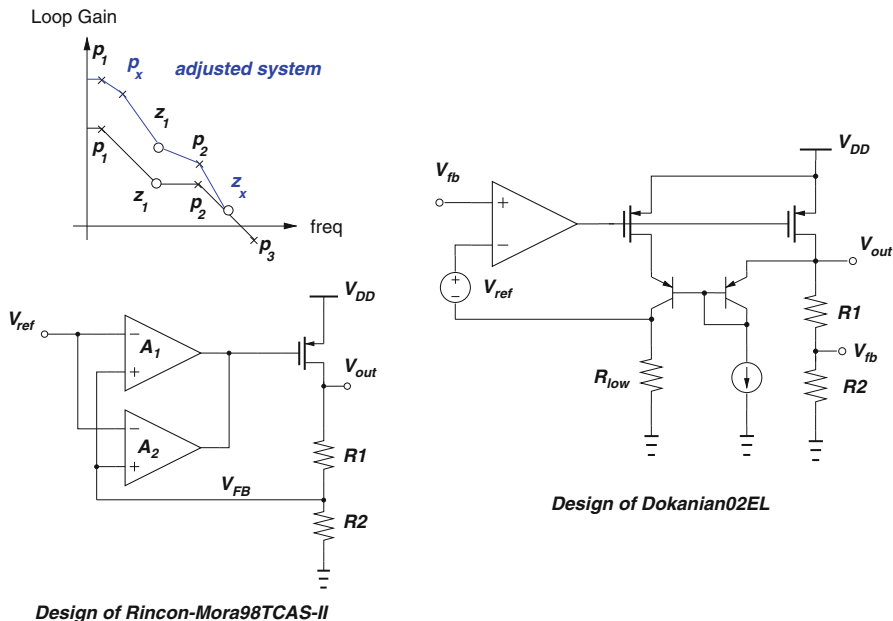 Loop Gain
p1
px
adjusted system
z1
p1
p2
zx
z1
p2
freq
p3
VDD
Vref
A1
Vout
A2
R1
VFB
R2
Design of Rincon-Mora98TCAS-II
VDD
Vfb
+
−
Vout
+
−
Vref
R1
Vfb
Rlow
R2
Design of Dokanian02EL
−
+
−
+